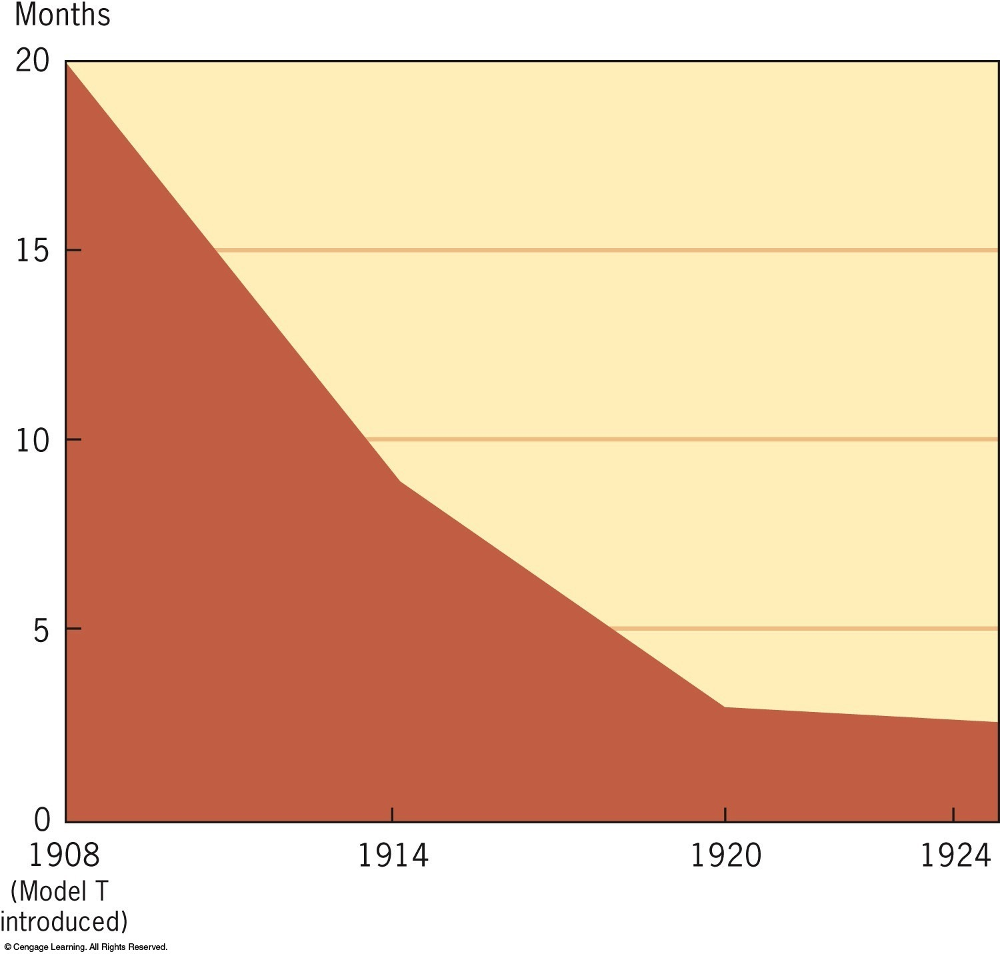 Months
20
15
10
5
0
1908 1914 1920 1924
(Model T
introduced)
© Cengage Learning. All Rights Reserved.